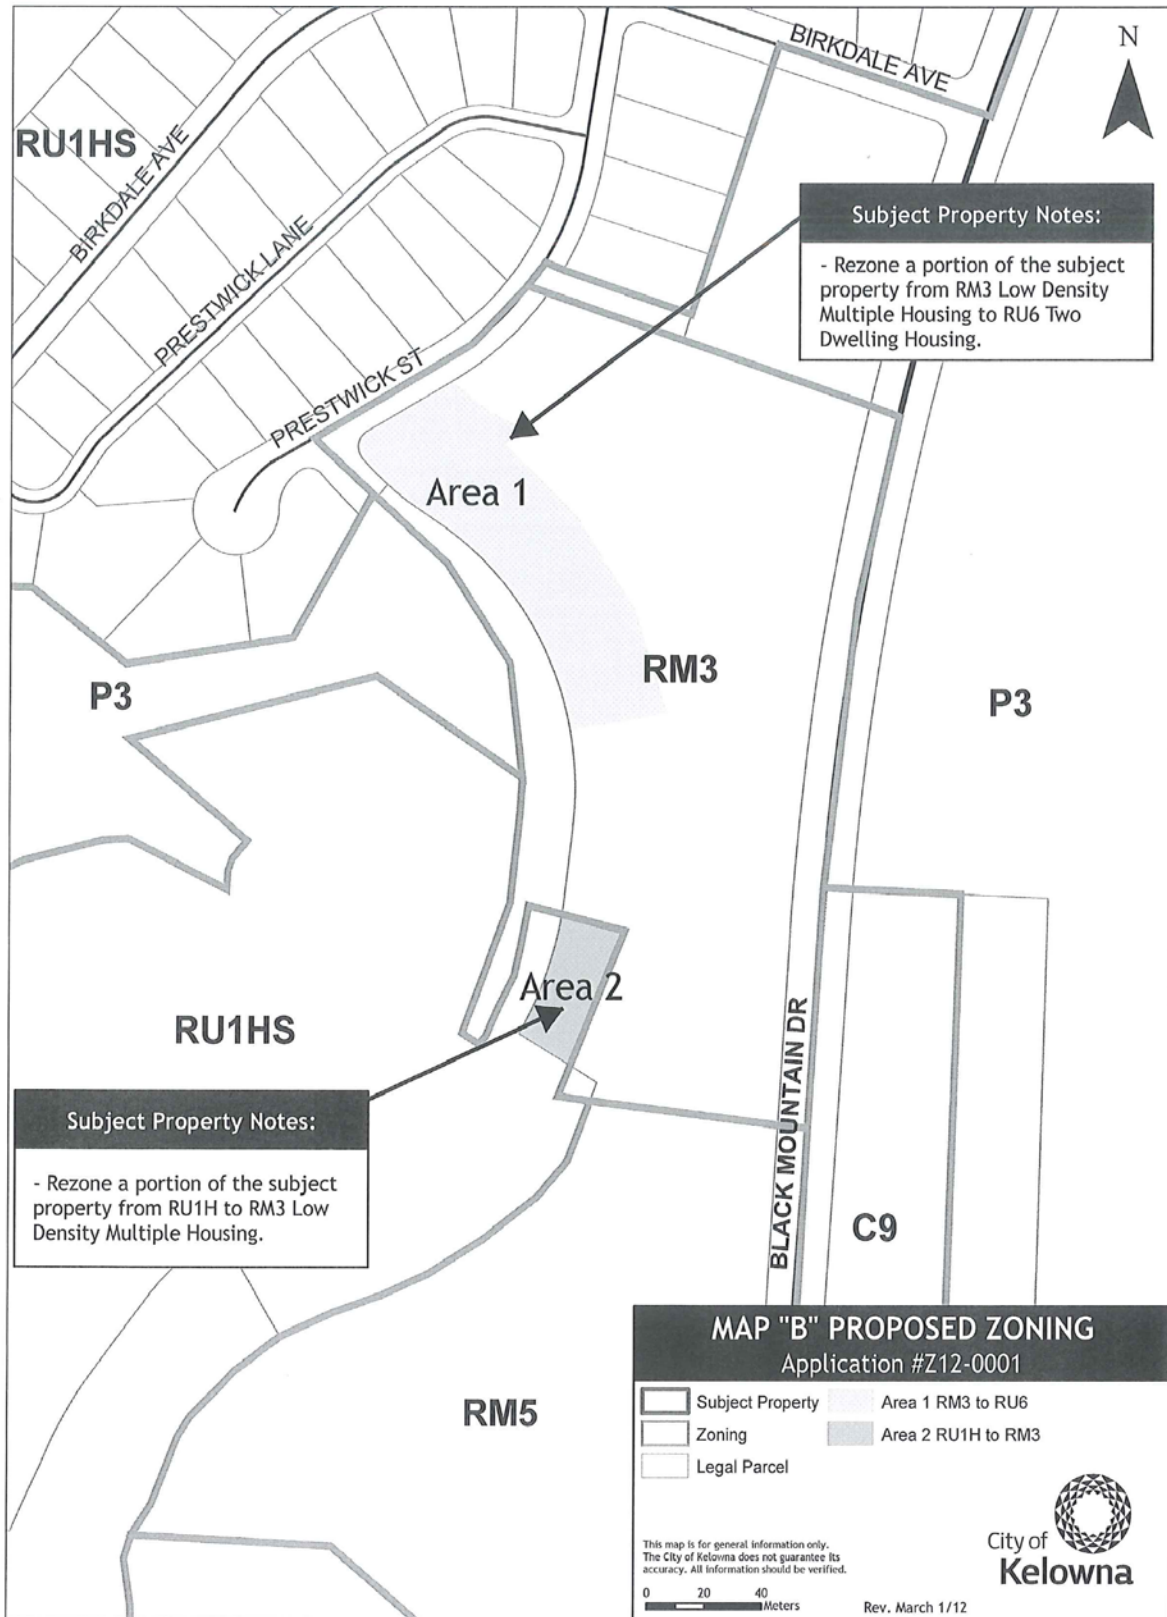 BIRKDALE AVE
N
RU1HS
BIRKDALE AVE
Subject Property Notes:
- Rezone a portion of the subject
property from RM3 Low Density
Multiple Housing to RU6 Two
Dwelling Housing.
PRESTWICK LANE
PRESTWICK ST
Area 1
RM3
P3
P3
Area 2
RU1HS
BLACK MOUNTAIN DR
Subject Property Notes:
- Rezone a portion of the subject
property from RU1H to RM3 Low
Density Multiple Housing.
C9
RM5
MAP "B" PROPOSED ZONING
Application #Z12-0001
Subject Property
Area 1 RM3 to RU6
Zoning
Area 2 RU1H to RM3
Legal Parcel
This map is for general information only.
The City of Kelowna does not guarantee its
accuracy. All information should be verified.
0 20 40
Meters
City of
Kelowna
Rev. March 1/12